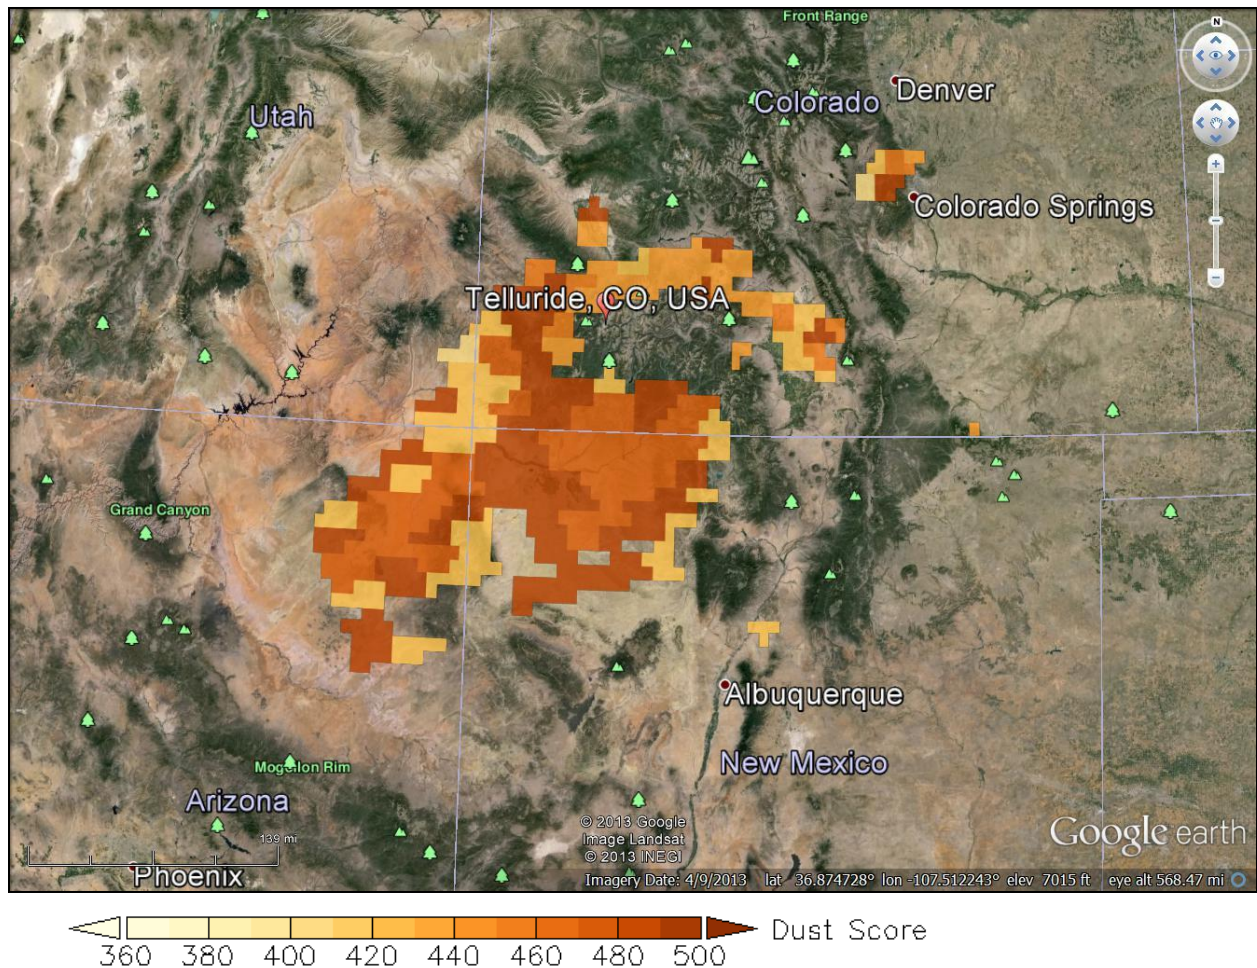 Front Range
N
Denver
Colorado
Utah
Colorado Springs
Telluride, CO, USA
Grand Canyon
Albuquerque
New Mexico
Mogollon Rim
Arizona
139 mi
© 2013 Google
Image Landsat
© 2013 INEGI
Google earth
Phoenix
Imagery Date: 4/9/2013 lat 36.874728° lon -107.512243° elev 7015 ft eye alt 568.47 mi
Dust Score
360 380 400 420 440 460 480 500